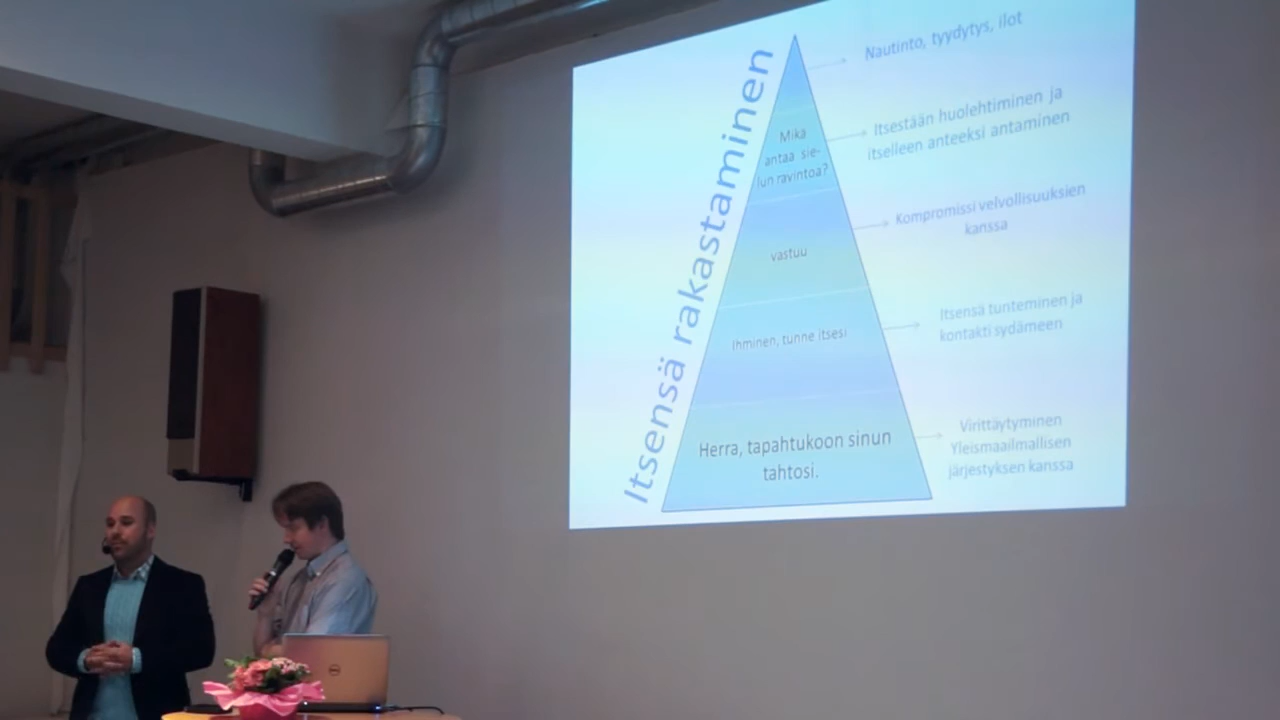 Itsensä rakastaminen
Nautinto, tyydytys, ilot
Mikä
antaa sie-
lun ravintoa?
Itsestään huolehtiminen ja
itselleen anteeksi antaminen
vastuu
Kompromissi velvollisuuksien
kanssa
Ihminen, tunne itsesi
Itsensä tunteminen ja
kontakti sydämeen
Herra, tapahtukoon sinun
tahtosi.
Virittäytyminen
Yleismaailmallisen
järjestyksen kanssa
DELL